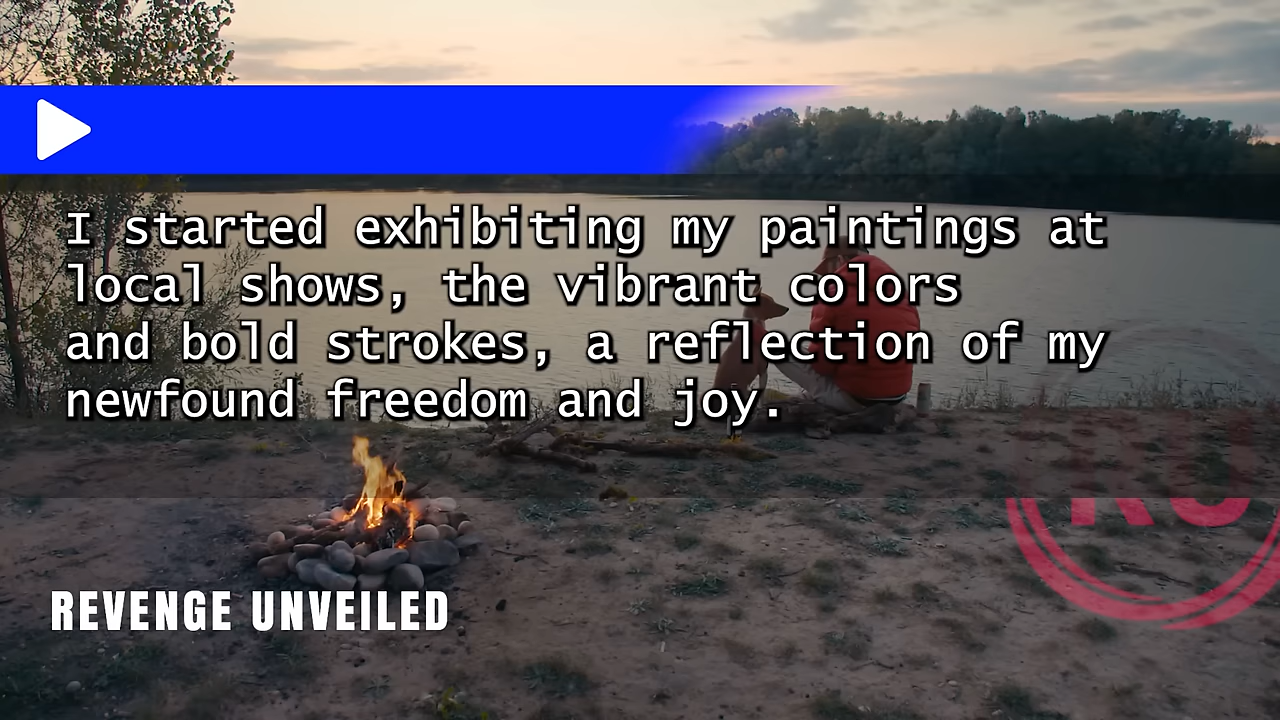 I started exhibiting my paintings at
local shows, the vibrant colors
and bold strokes, a reflection of my
newfound freedom and joy.
RU
REVENGE UNVEILED